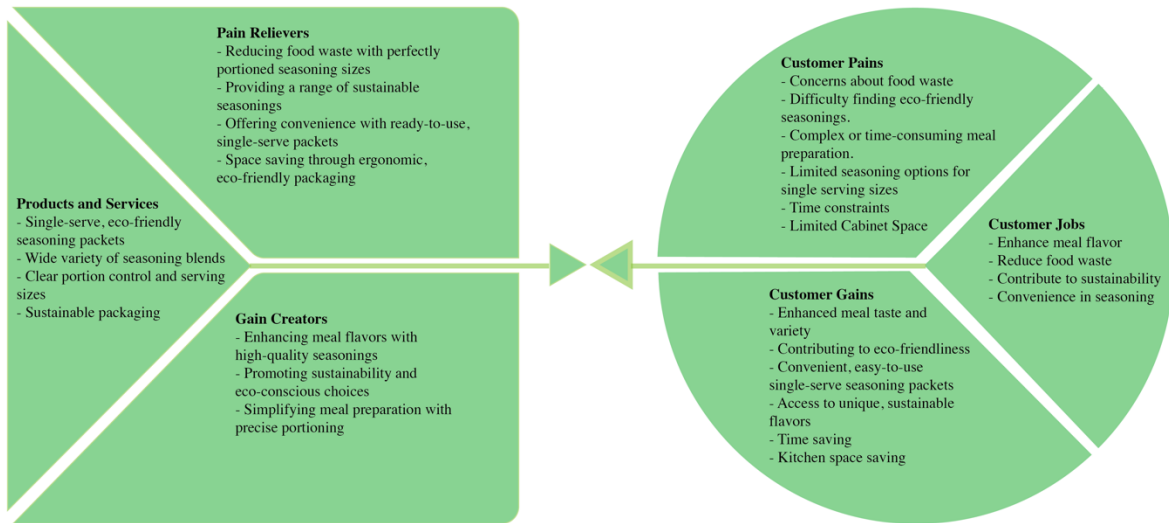 Pain Relievers
- Reducing food waste with perfectly
portioned seasoning sizes
- Providing a range of sustainable
seasonings
- Offering convenience with ready-to-use,
single-serve packets
- Space saving through ergonomic,
eco-friendly packaging
Products and Services
- Single-serve, eco-friendly
seasoning packets
- Wide variety of seasoning blends
- Clear portion control and serving
sizes
- Sustainable packaging
Gain Creators
- Enhancing meal flavors with
high-quality seasonings
- Promoting sustainability and
eco-conscious choices
- Simplifying meal preparation with
precise portioning
Customer Pains
- Concerns about food waste
- Difficulty finding eco-friendly
seasonings.
- Complex or time-consuming meal
preparation.
- Limited seasoning options for
single serving sizes
- Time constraints
- Limited Cabinet Space
Customer Jobs
- Enhance meal flavor
- Reduce food waste
- Contribute to sustainability
- Convenience in seasoning
Customer Gains
- Enhanced meal taste and
variety
- Contributing to eco-friendliness
- Convenient, easy-to-use
single-serve seasoning packets
- Access to unique, sustainable
flavors
- Time saving
- Kitchen space saving